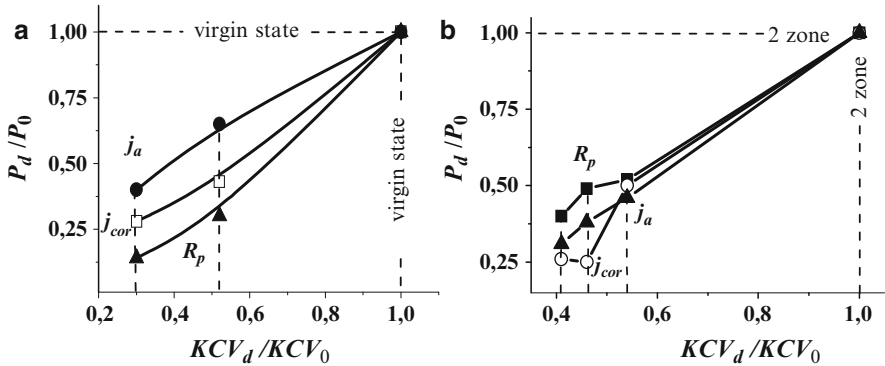 a
1,00
0,75
0,50
0,25
P_d /P_0
virgin state
virgin state
j_a
j_cor
R_p
0,2
0,4
0,6
0,8
1,0
KCV_d /KCV_0
b
1,00
0,75
0,50
0,25
P_d /P_0
2 zone
2 zone
R_p
j_a
j_cor
0,4
0,6
0,8
1,0
KCV_d /KCV_0